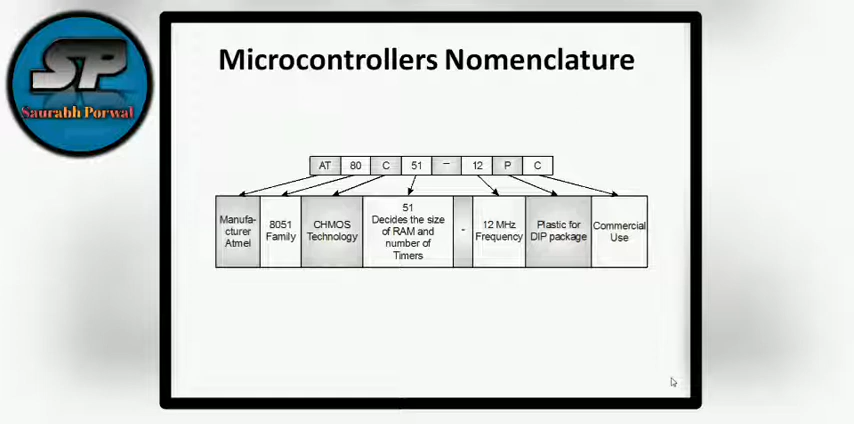 SP
Saurabh Porwal
Microcontrollers Nomenclature
AT 80 C 51 – 12 P C
Manufa-
cturer
Atmel
8051
Family
CHMOS
Technology
51
Decides the size
of RAM and
number of
Timers
-
12 MHz
Frequency
Plastic for
DIP package
Commercial
Use